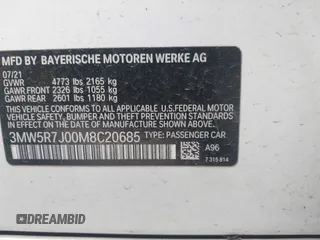 MFD BY BAYERISCHE MOTOREN WERKE AG
07/21
GVWR 4773 lbs 2165 kg
GAWR FRONT 2326 lbs 1055 kg
GAWR REAR 2601 lbs 1180 kg
THIS VEHICLE CONFORMS TO ALL APPLICABLE U.S. FEDERAL MOTOR
VEHICLE SAFETY, BUMPER, AND THEFT PREVENTION STANDARDS
IN EFFECT ON THE DATE OF MANUFACTURE SHOWN ABOVE.
3MW5R7J00M8C20685 TYPE: PASSENGER CAR
A96
7 315 814
AUTOBIDMASTER